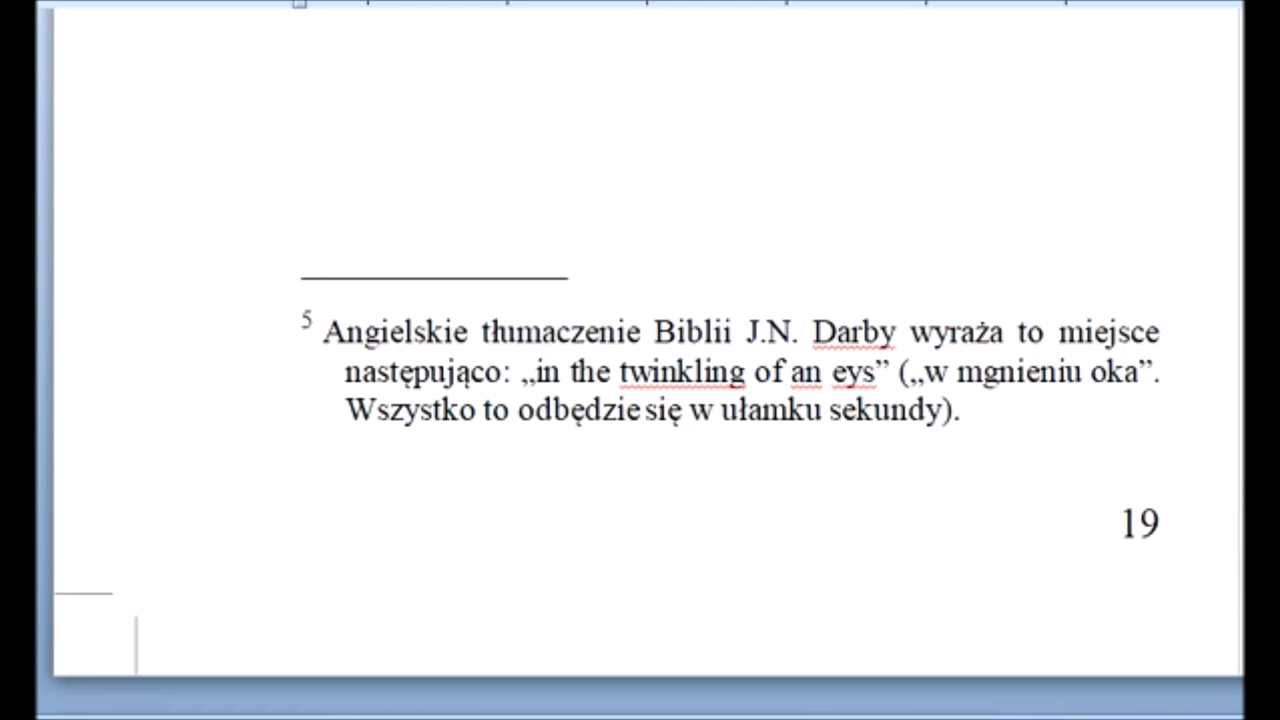 5 Angielskie tłumaczenie Biblii J.N. Darby wyraża to miejsce
następująco: „in the twinkling of an eys” („w mgnieniu oka”.
Wszystko to odbędzie się w ułamku sekundy).
19